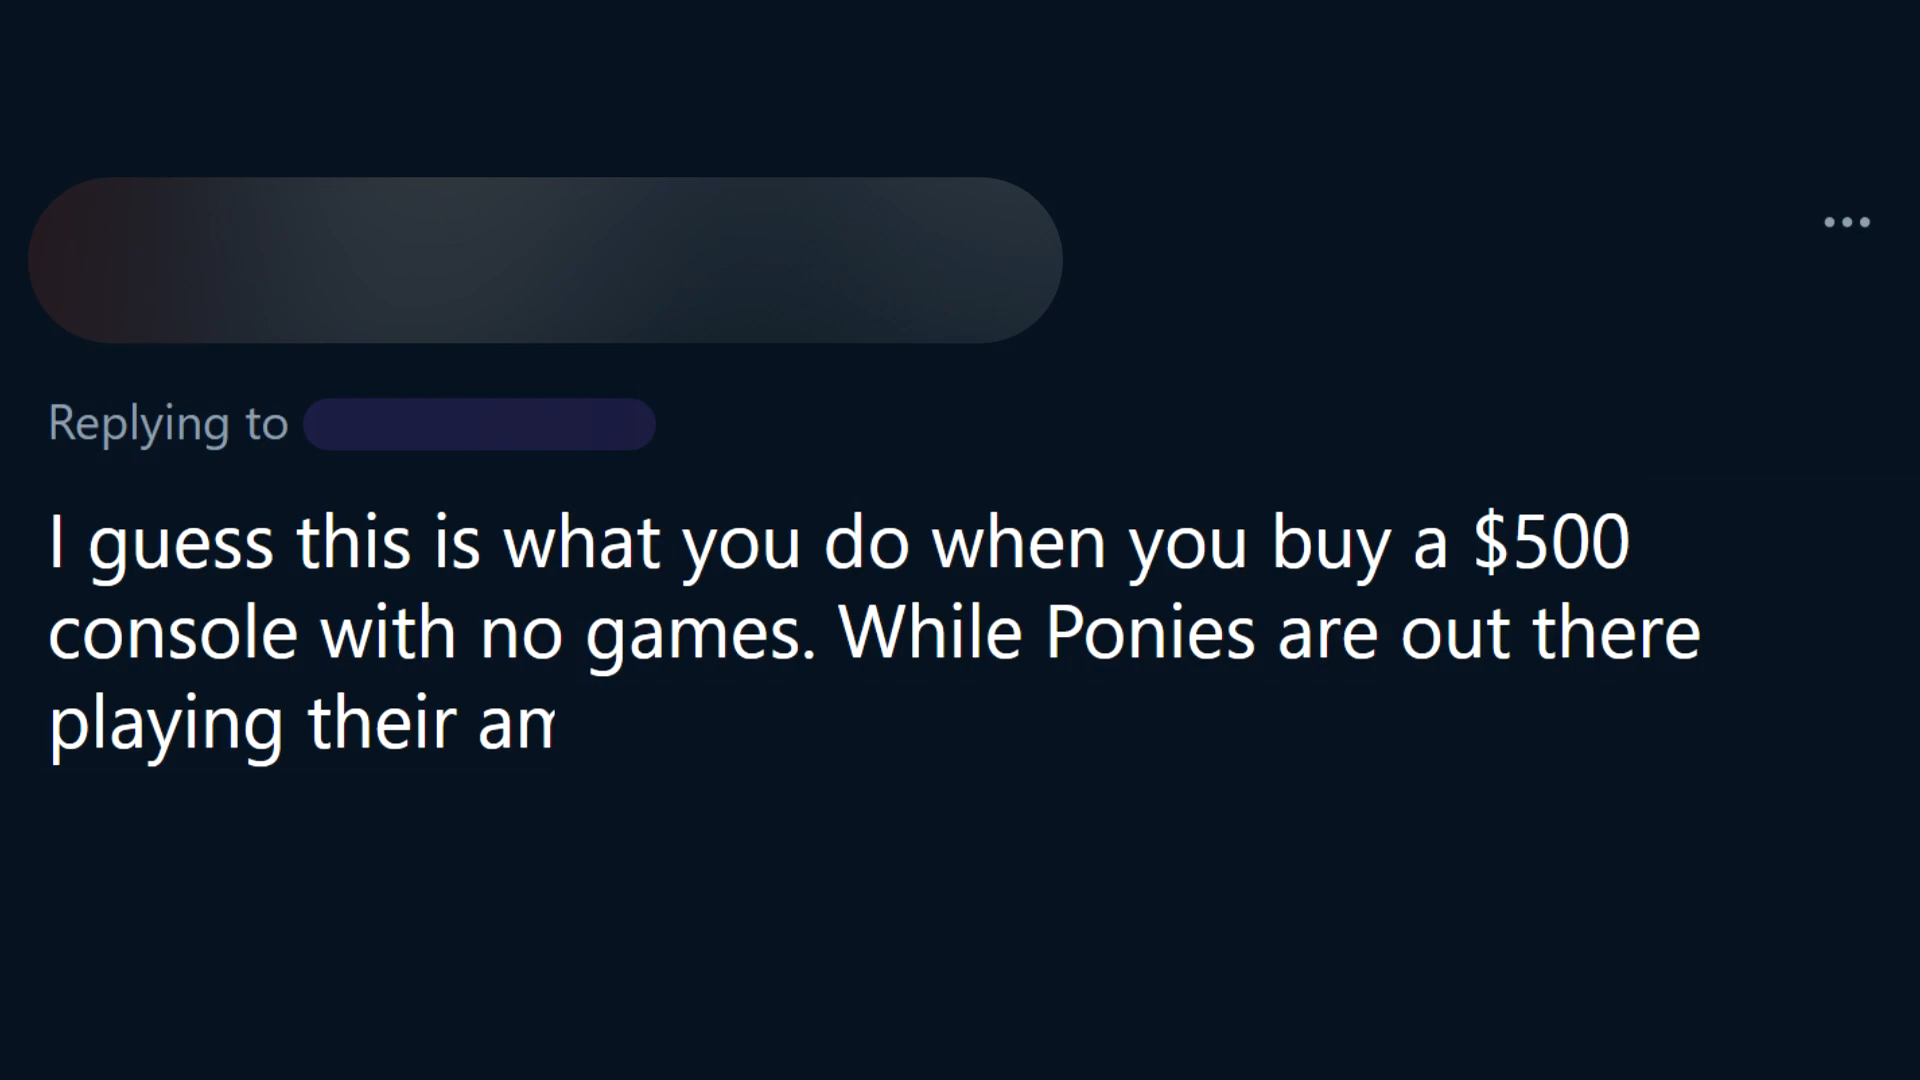 Replying to
I guess this is what you do when you buy a $500
console with no games. While Ponies are out there
playing their